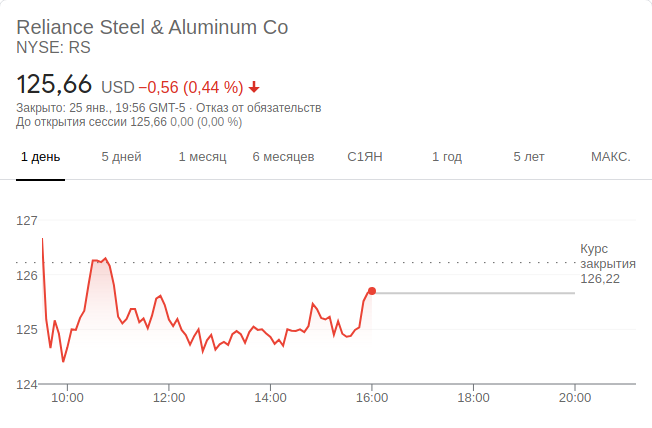 Reliance Steel & Aluminum Co
NYSE: RS
125,66 USD −0,56 (0,44 %)
Закрыто: 25 янв., 19:56 GMT-5 · Отказ от обязательств
До открытия сессии 125,66 0,00 (0,00 %)
1 день 5 дней 1 месяц 6 месяцев С1ЯН 1 год 5 лет МАКС.
127
126
125
124
Курс
закрытия
126,22
10:00 12:00 14:00 16:00 18:00 20:00